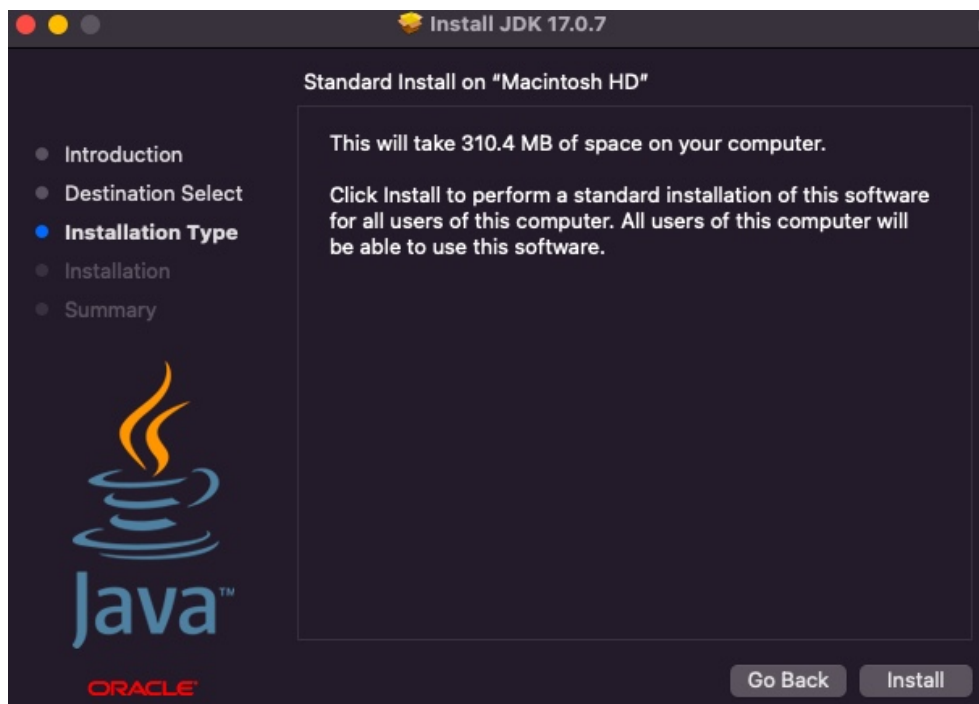 Install JDK 17.0.7
Standard Install on “Macintosh HD”
Introduction
Destination Select
Installation Type
Installation
Summary
This will take 310.4 MB of space on your computer.
Click Install to perform a standard installation of this software
for all users of this computer. All users of this computer will
be able to use this software.
Java™
ORACLE
Go Back
Install